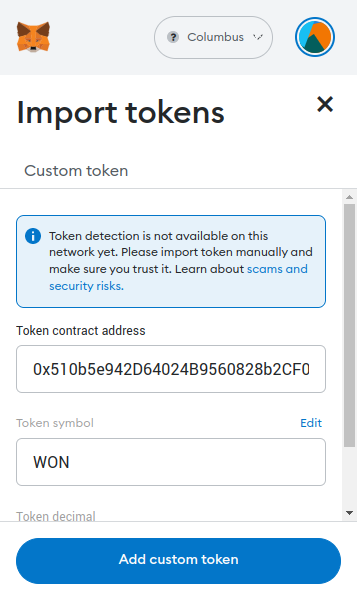 ? Columbus
Import tokens
Custom token
Token detection is not available on this
network yet. Please import token manually and
make sure you trust it. Learn about scams and
security risks.
Token contract address
0x510b5e942D64024B9560828b2CF0
Token symbol Edit
WON
Token decimal
Add custom token